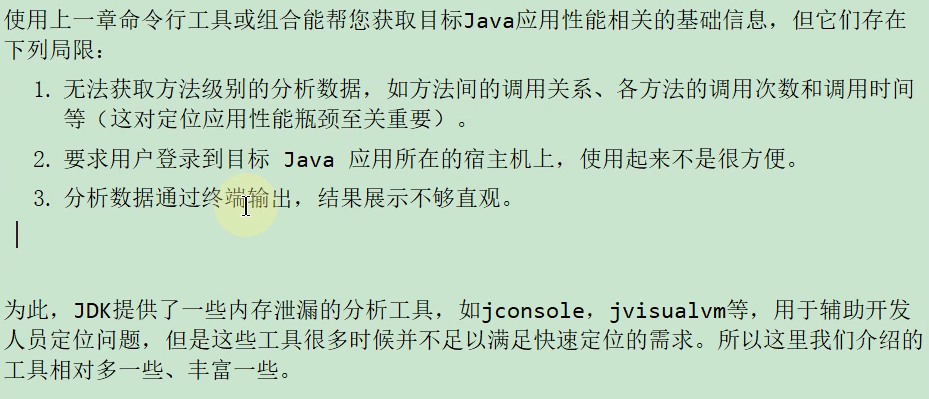 使用上一章命令行工具或组合能帮您获取目标Java应用性能相关的基础信息，但它们存在
下列局限：
1. 无法获取方法级别的分析数据，如方法间的调用关系、各方法的调用次数和调用时间
等（这对定位应用性能瓶颈至关重要）。
2. 要求用户登录到目标 Java 应用所在的宿主机上，使用起来不是很方便。
3. 分析数据通过终端输出，结果展示不够直观。
为此，JDK提供了一些内存泄漏的分析工具，如jconsole，jvisualvm等，用于辅助开发
人员定位问题，但是这些工具很多时候并不足以满足快速定位的需求。所以这里我们介绍的
工具相对多一些、丰富一些。